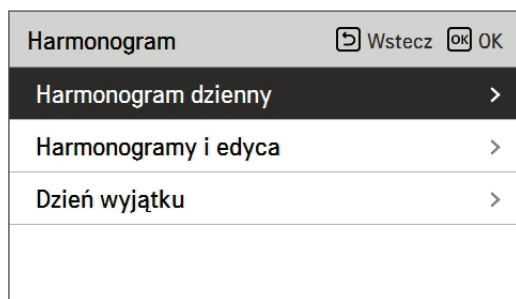 Harmonogram Wstecz OK OK
Harmonogram dzienny >
Harmonogramy i edyca >
Dzień wyjątku >